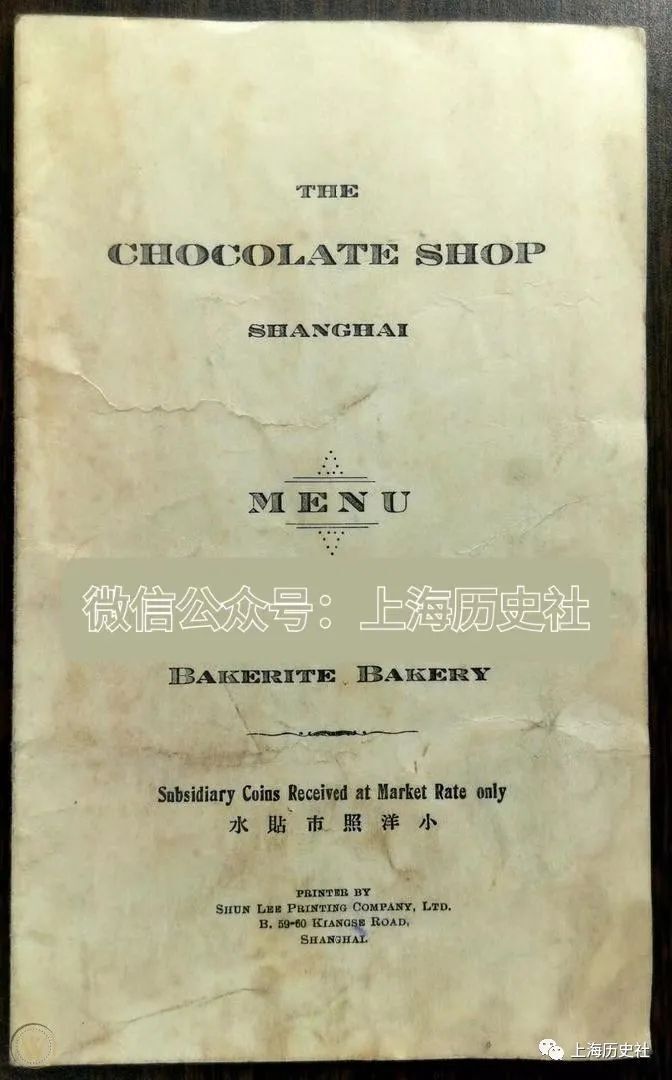 THE
CHOCOLATE SHOP
SHANGHAI
MENU
微信公众号：上海历史社
BAKERITE BAKERY
Subsidiary Coins Received at Market Rate only
水貼市照洋小
PRINTED BY
SHUN LEE PRINTING COMPANY, LTD.
B. 59-60 KIANGSE ROAD,
SHANGHAI.
上海历史社